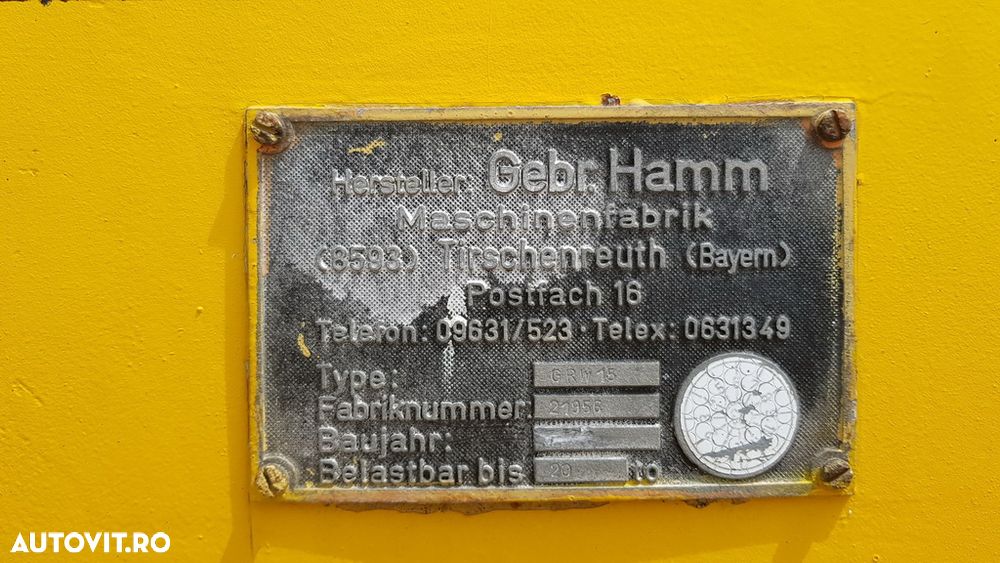 Hersteller: Gebr. Hamm
Maschinenfabrik
(8593) Tirschenreuth (Bayern)
Postfach 16
Telefon: 09631/523 · Telex: 0631349
Type: GRW 15
Fabriknummer: 21956
Baujahr:
Belastbar bis 20 to
AUTOVIT.RO